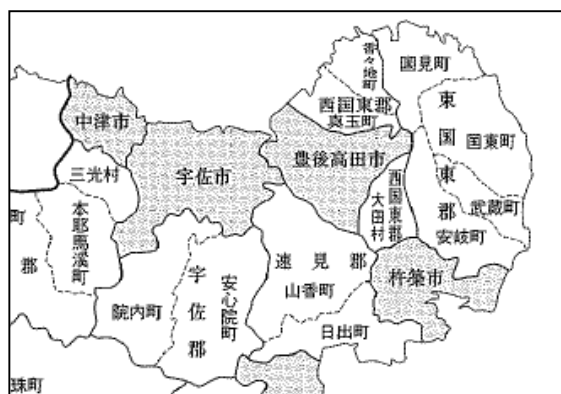 香々地町
国見町
西国東郡
真玉町
東国東郡
国東町
中津市
豊後高田市
三光村
宇佐市
西国東郡
大田村
武蔵町
安岐町
本耶馬溪町
町
郡
速見郡
山香町
杵築市
院内町
宇佐郡
安心院町
日出町
珠町